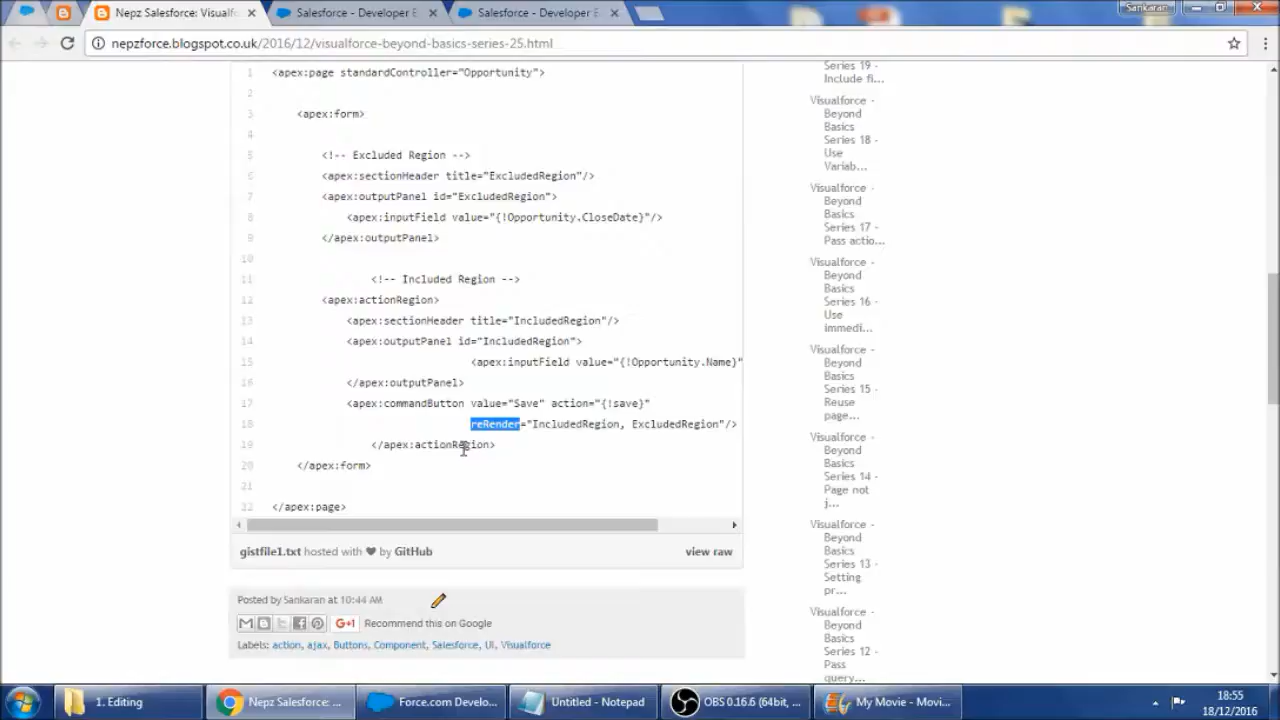 Nepz Salesforce: Visualf
Salesforce - Developer E
Salesforce - Developer E
Sankaran
nepzforce.blogspot.co.uk/2016/12/visualforce-beyond-basics-series-25.html
1 <apex:page standardController="Opportunity">
2
3 <apex:form>
4
5 <!-- Excluded Region -->
6 <apex:sectionHeader title="ExcludedRegion"/>
7 <apex:outputPanel id="ExcludedRegion">
8 <apex:inputField value="{!Opportunity.CloseDate}"/>
9 </apex:outputPanel>
10
11 <!-- Included Region -->
12 <apex:actionRegion>
13 <apex:sectionHeader title="IncludedRegion"/>
14 <apex:outputPanel id="IncludedRegion">
15 <apex:inputField value="{!Opportunity.Name}"
16 </apex:outputPanel>
17 <apex:commandButton value="Save" action="{!save}"
18 reRender="IncludedRegion, ExcludedRegion"/>
19 </apex:actionRegion>
20 </apex:form>
21
22 </apex:page>
gistfile1.txt hosted with ❤ by GitHub
view raw
Posted by Sankaran at 10:44 AM
G+1 Recommend this on Google
Labels: action, ajax, Buttons, Component, Salesforce, UI, Visualforce
Series 19 -
Include fi...
Visualforce -
Beyond
Basics
Series 18 -
Use
Variab...
Visualforce -
Beyond
Basics
Series 17 -
Pass actio...
Visualforce -
Beyond
Basics
Series 16 -
Use
immedi...
Visualforce -
Beyond
Basics
Series 15 -
Reuse
page...
Visualforce -
Beyond
Basics
Series 14 -
Page not
j...
Visualforce -
Beyond
Basics
Series 13 -
Setting
pr...
Visualforce -
Beyond
Basics
Series 12 -
Pass
query...
1. Editing
Nepz Salesforce: ...
Force.com Develo...
Untitled - Notepad
OBS 0.16.6 (64bit, ...
My Movie - Movi...
18:55
18/12/2016